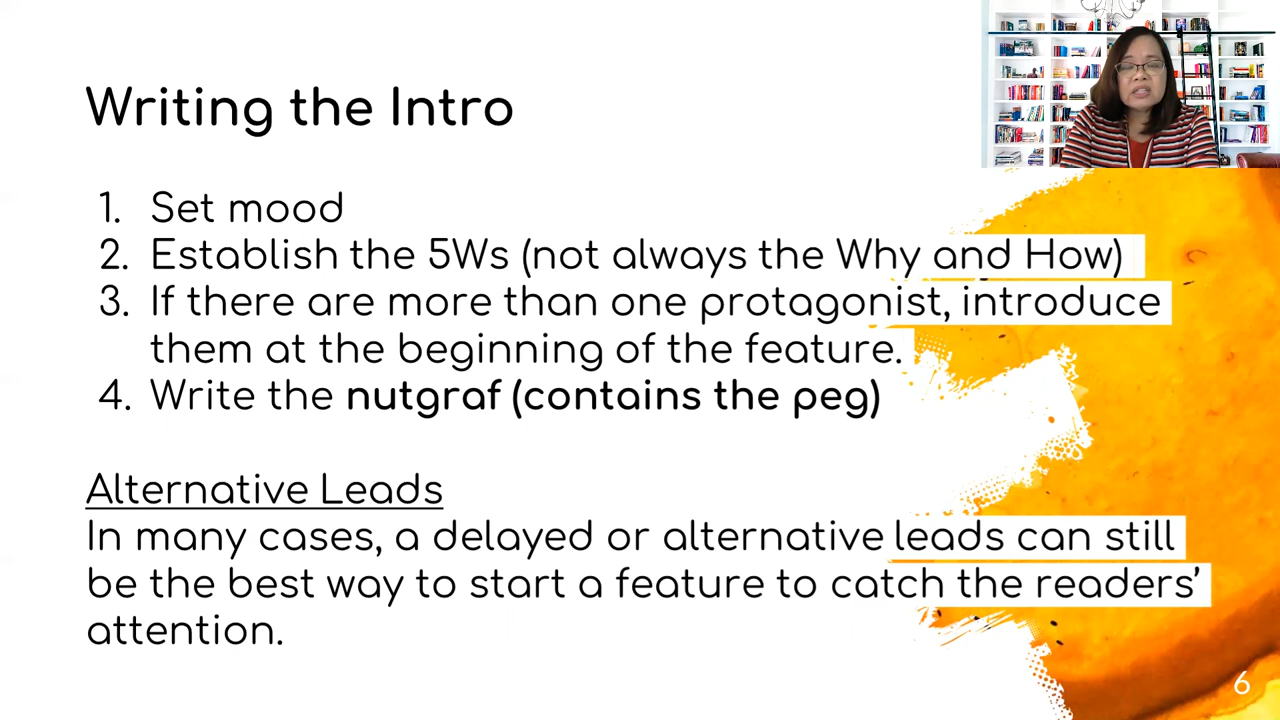 Writing the Intro
1. Set mood
2. Establish the 5Ws (not always the Why and How)
3. If there are more than one protagonist, introduce
them at the beginning of the feature.
4. Write the nutgraf (contains the peg)
Alternative Leads
In many cases, a delayed or alternative leads can still
be the best way to start a feature to catch the readers’
attention.
6